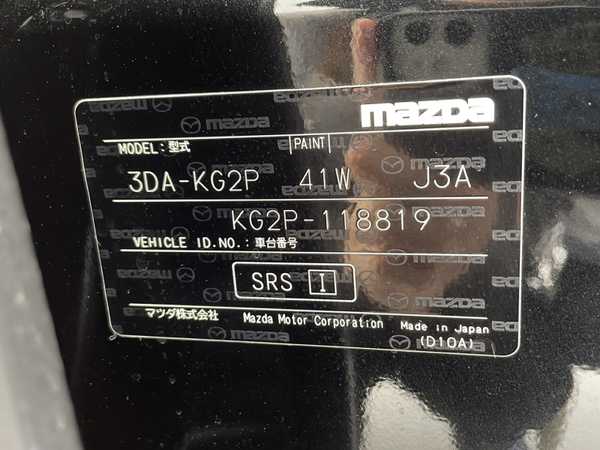 mazda
MODEL: 型式 PAINT
3DA-KG2P 41W J3A
KG2P-118819
VEHICLE ID.NO.: 車台番号
SRS I
マツダ株式会社 Mazda Motor Corporation Made in Japan
(D10A)